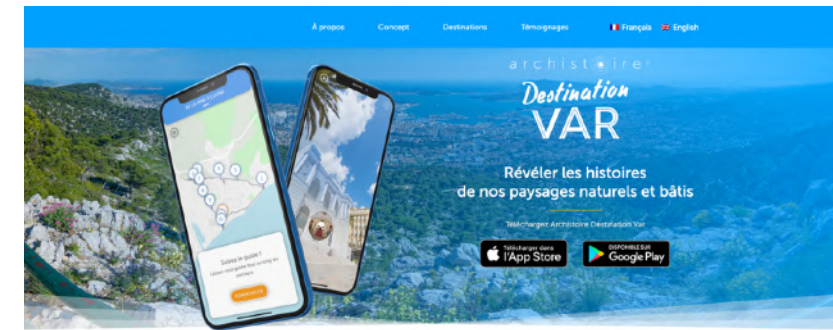 À propos
Concept
Destinations
Témoignages
Français
English
archistoire
Destination
VAR
Révéler les histoires
de nos paysages naturels et bâtis
Téléchargez Archistoire Destination Var
Télécharger dans
l'App Store
DISPONIBLE SUR
Google Play
Suivez le guide !